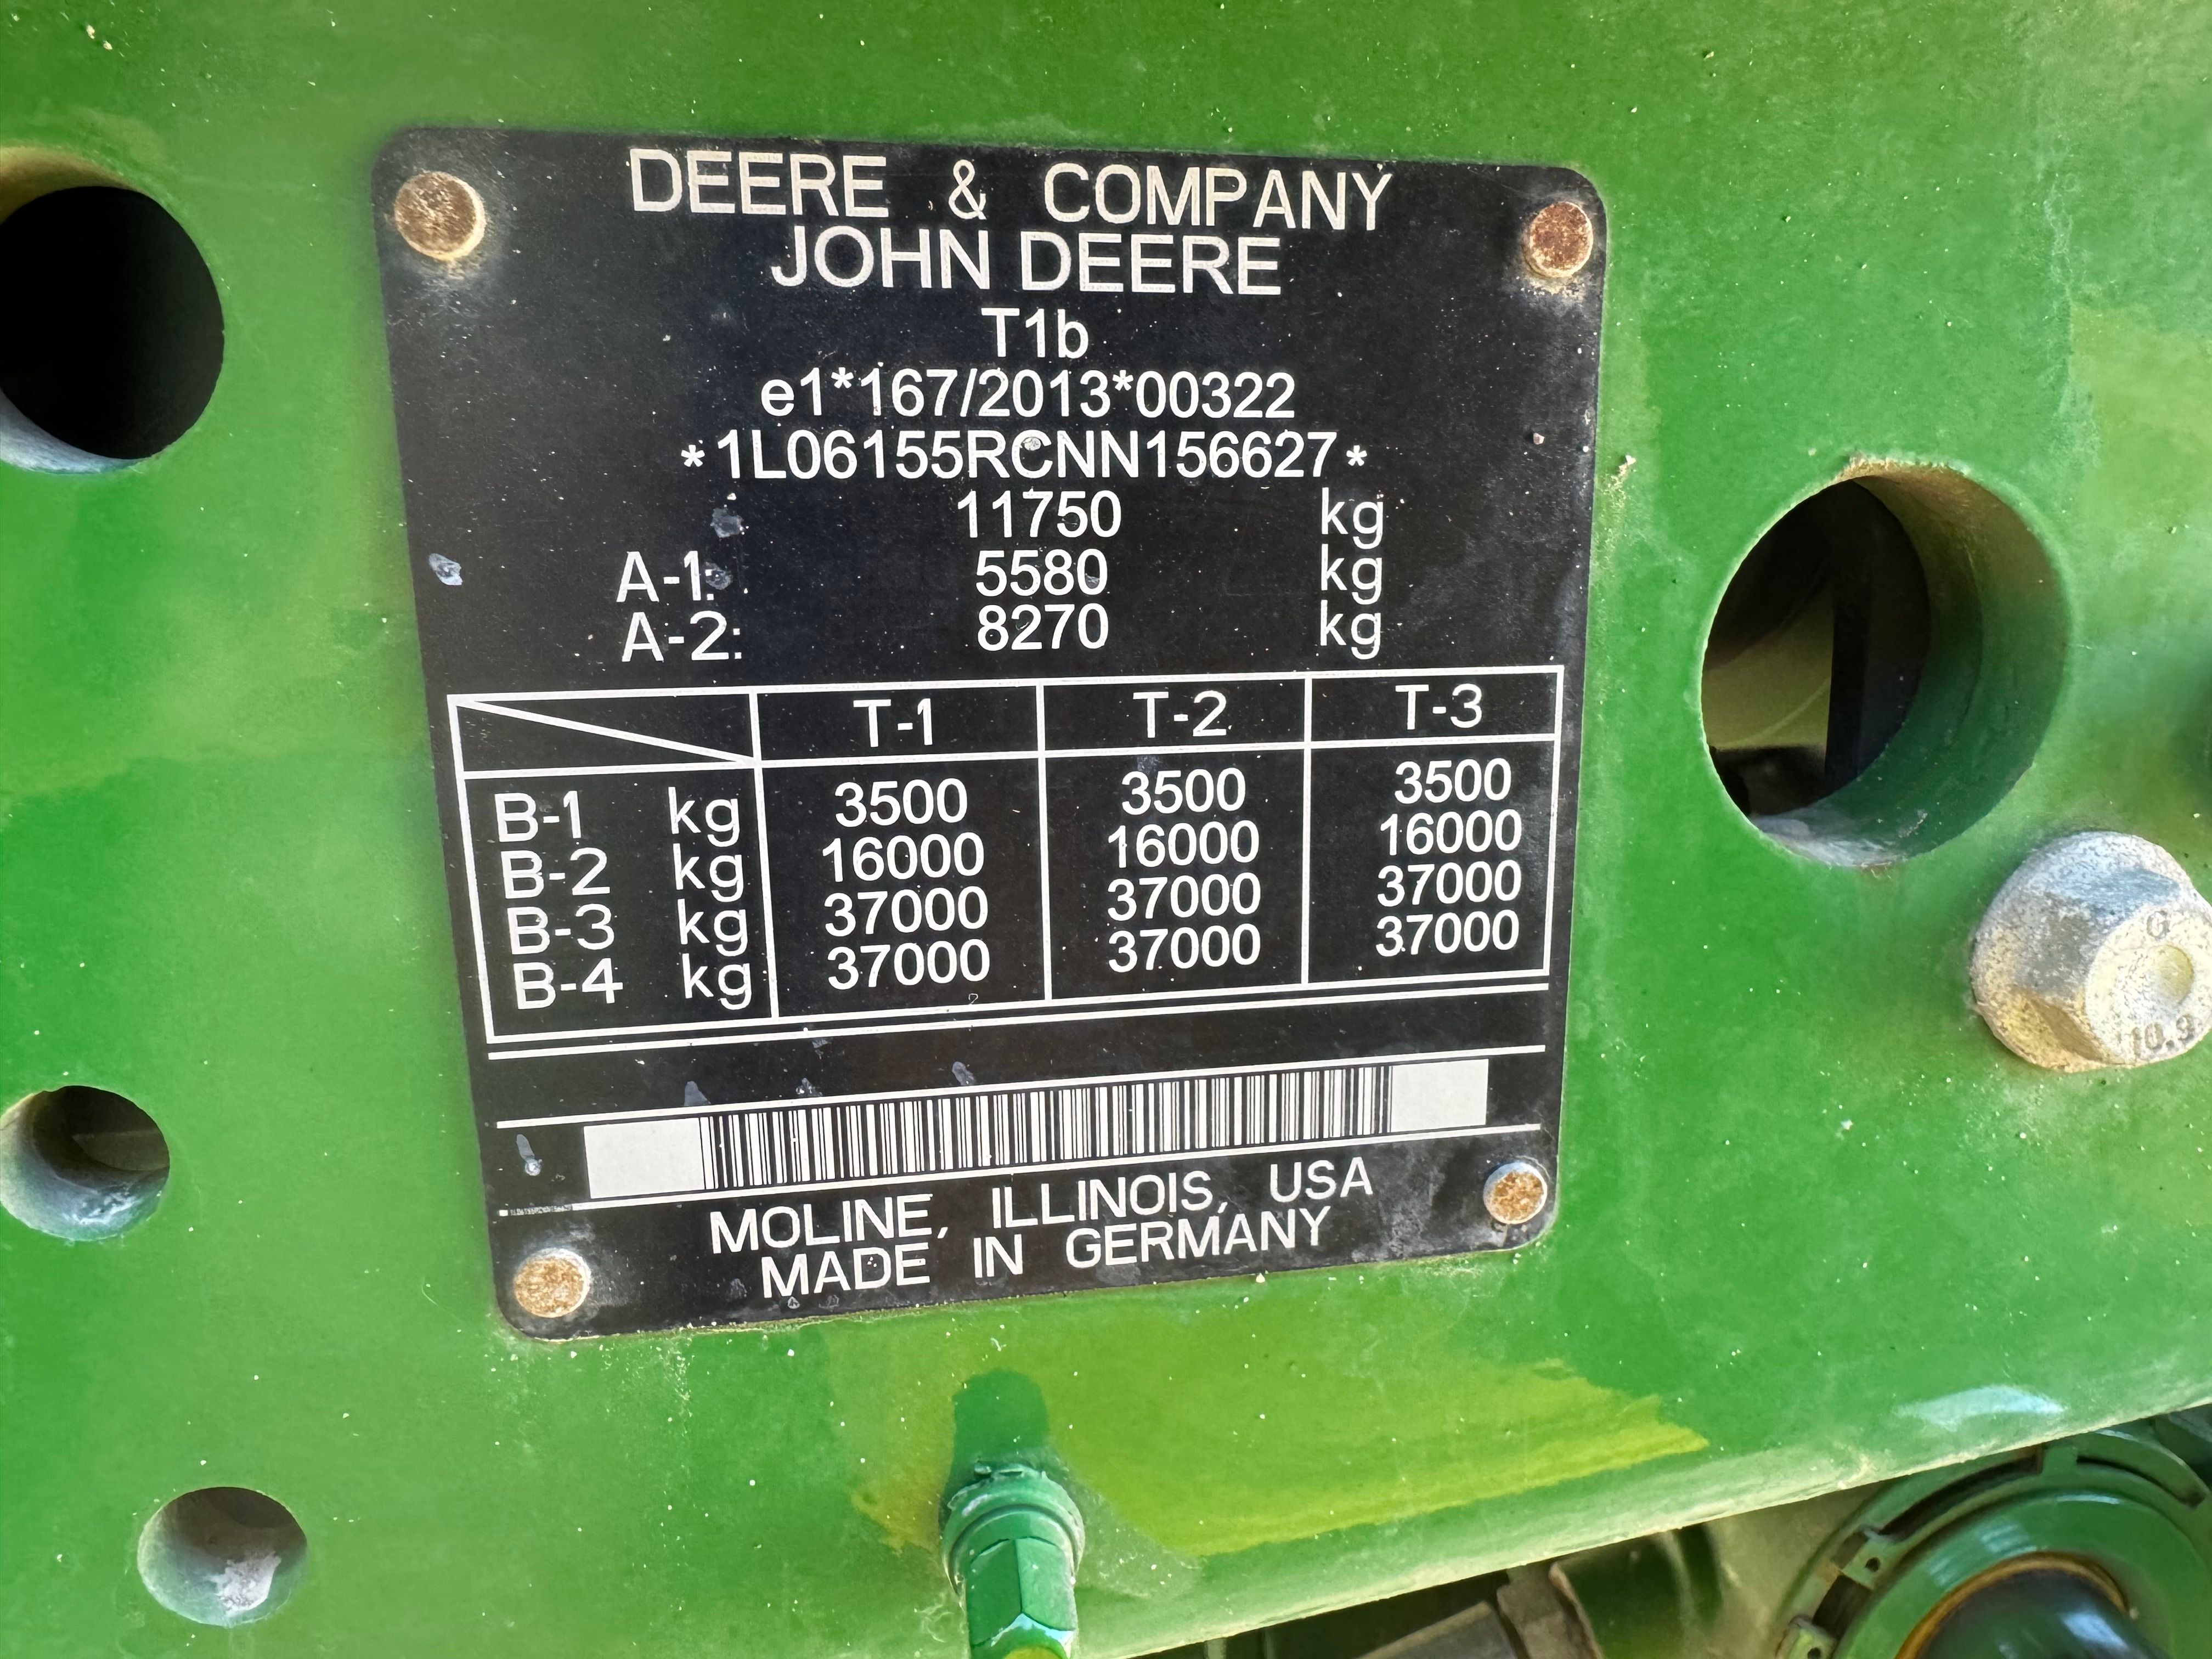 DEERE & COMPANY
JOHN DEERE
T1b
e1*167/2013*00322
*1L06155RCNN156627*
11750 kg
A-1: 5580 kg
A-2: 8270 kg
T-1 T-2 T-3
B-1 kg 3500 3500 3500
B-2 kg 16000 16000 16000
B-3 kg 37000 37000 37000
B-4 kg 37000 37000 37000
MOLINE, ILLINOIS, USA
MADE IN GERMANY
10.9